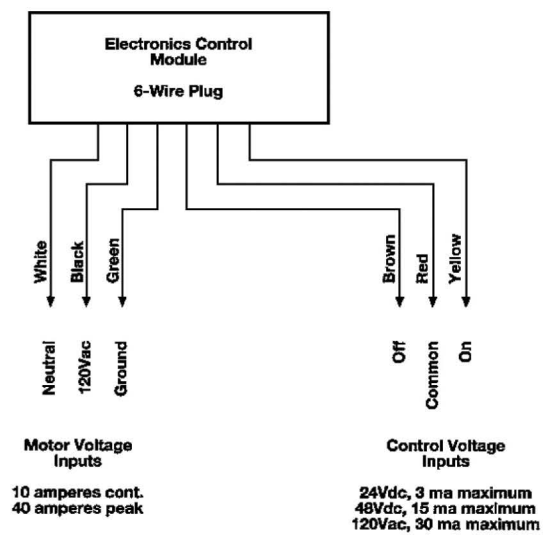 Electronics Control
Module
6-Wire Plug
White
Black
Green
Brown
Red
Yellow
Neutral
120Vac
Ground
Off
Common
On
Motor Voltage
Inputs
10 amperes cont.
40 amperes peak
Control Voltage
Inputs
24Vdc, 3 ma maximum
48Vdc, 15 ma maximum
120Vac, 30 ma maximum